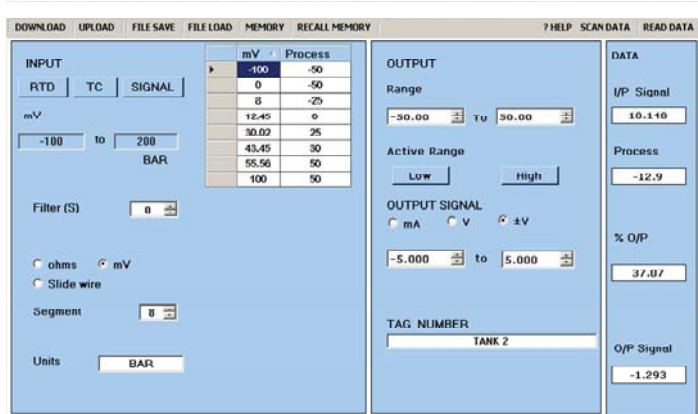 DOWNLOAD UPLOAD FILE SAVE FILE LOAD MEMORY RECALL MEMORY ? HELP SCAN DATA READ DATA
INPUT
RTD TC SIGNAL
mV
-100 to 200
BAR
Filter (S) 0
ohms mV
Slide wire
Segment 8
Units BAR
mV Process
-100 -50
0 -50
8 -25
12.45 0
30.02 25
43.45 30
55.56 50
100 50
OUTPUT
Range
-50.00 To 50.00
Active Range
Low High
OUTPUT SIGNAL
mA V ±V
-5.000 to 5.000
TAG NUMBER
TANK 2
DATA
I/P Signal
10.110
Process
-12.9
% O/P
37.07
O/P Signal
-1.293